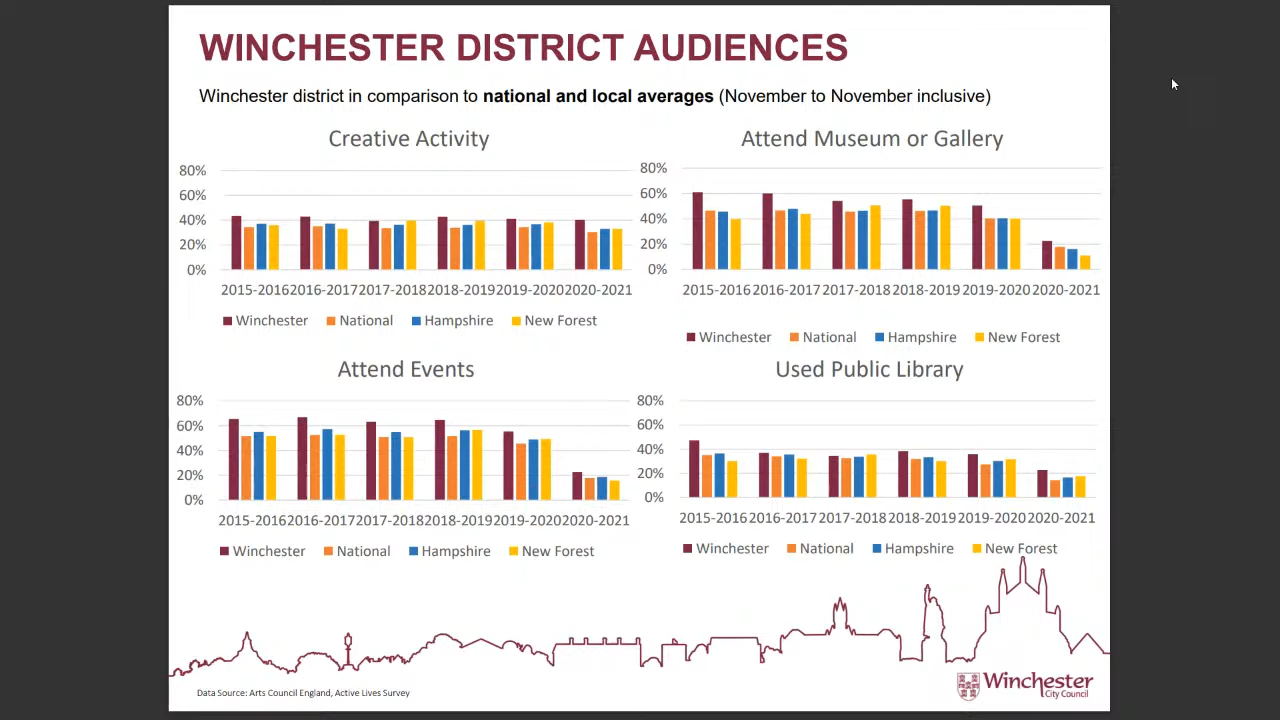 WINCHESTER DISTRICT AUDIENCES
Winchester district in comparison to national and local averages (November to November inclusive)
Creative Activity
80%
60%
40%
20%
0%
2015-2016 2016-2017 2017-2018 2018-2019 2019-2020 2020-2021
Winchester National Hampshire New Forest
Attend Museum or Gallery
80%
60%
40%
20%
0%
2015-2016 2016-2017 2017-2018 2018-2019 2019-2020 2020-2021
Winchester National Hampshire New Forest
Attend Events
80%
60%
40%
20%
0%
2015-2016 2016-2017 2017-2018 2018-2019 2019-2020 2020-2021
Winchester National Hampshire New Forest
Used Public Library
80%
60%
40%
20%
0%
2015-2016 2016-2017 2017-2018 2018-2019 2019-2020 2020-2021
Winchester National Hampshire New Forest
Data Source: Arts Council England, Active Lives Survey
Winchester
City Council